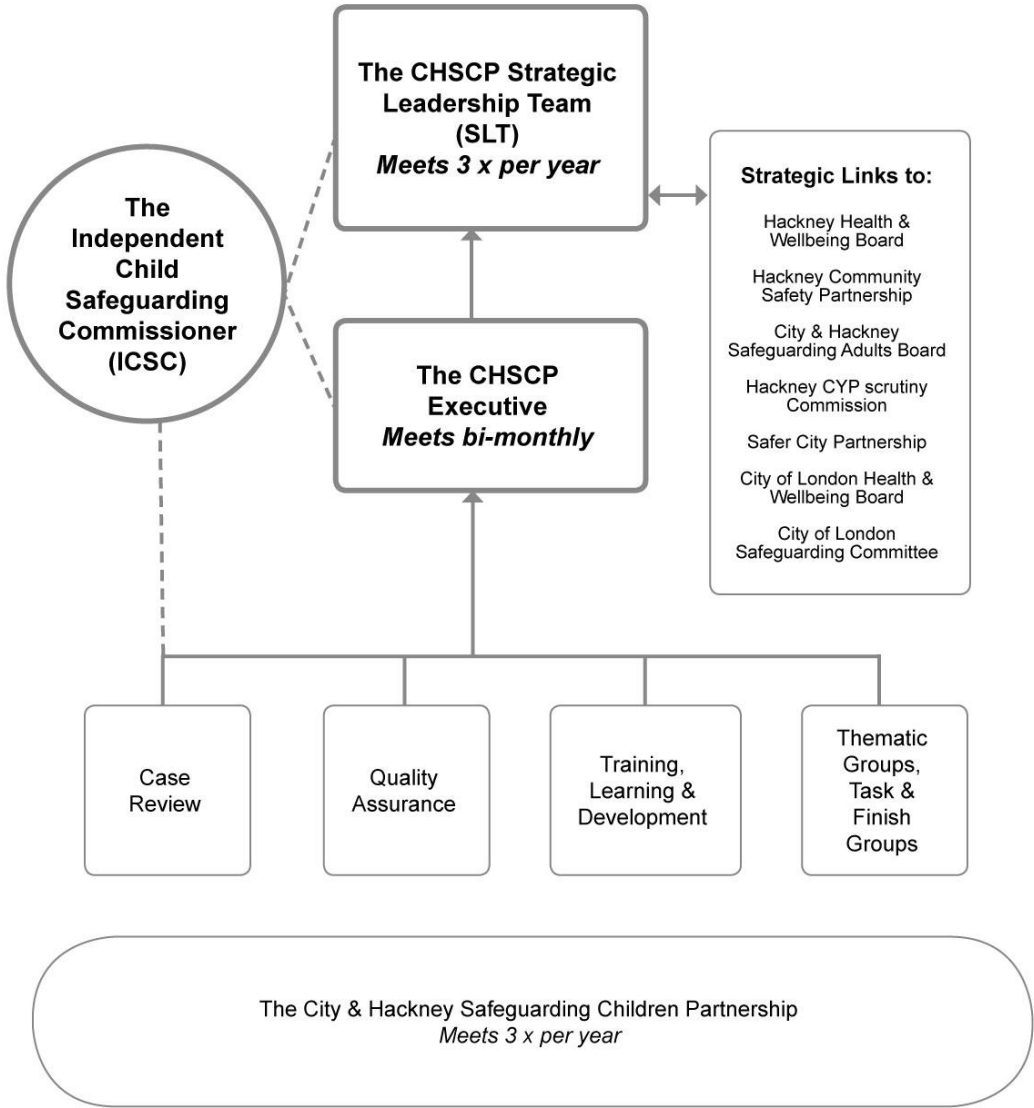 The CHSCP Strategic
Leadership Team
(SLT)
Meets 3 x per year
The
Independent
Child
Safeguarding
Commissioner
(ICSC)
Strategic Links to:
Hackney Health &
Wellbeing Board
Hackney Community
Safety Partnership
City & Hackney
Safeguarding Adults Board
Hackney CYP scrutiny
Commission
Safer City Partnership
City of London Health &
Wellbeing Board
City of London
Safeguarding Committee
The CHSCP
Executive
Meets bi-monthly
Case
Review
Quality
Assurance
Training,
Learning &
Development
Thematic
Groups,
Task &
Finish
Groups
The City & Hackney Safeguarding Children Partnership
Meets 3 x per year